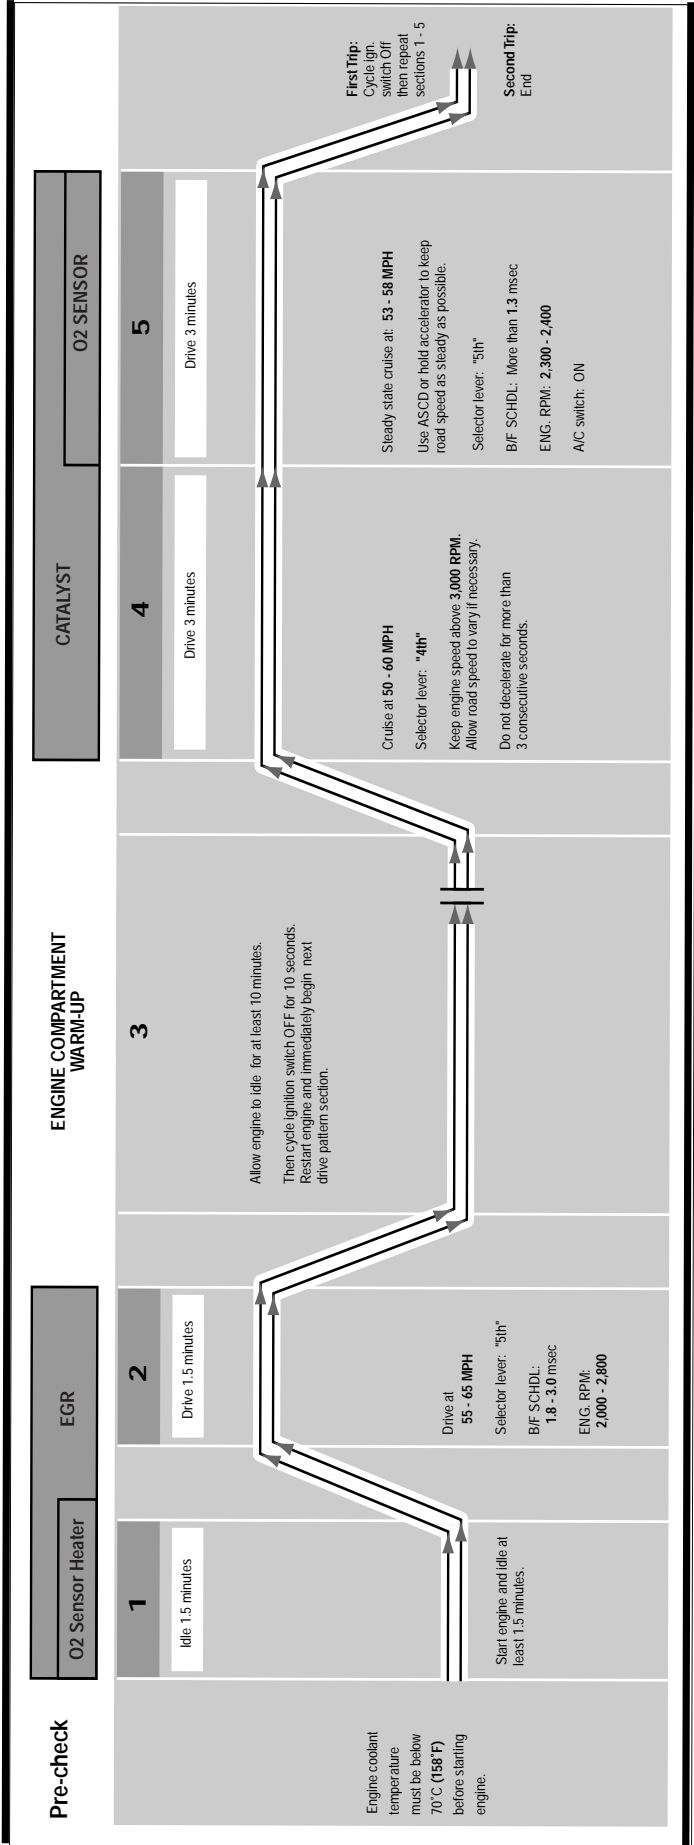 Pre-check
O2 Sensor Heater
EGR
ENGINE COMPARTMENT
WARM-UP
CATALYST
O2 SENSOR
Engine coolant
temperature
must be below
70˚C (158˚F)
before starting
engine.
1
Idle 1.5 minutes
Start engine and idle at
least 1.5 minutes.
2
Drive 1.5 minutes
Drive at
55 - 65 MPH
Selector lever: "5th"
B/F SCHDL:
1.8 - 3.0 msec
ENG. RPM:
2,000 - 2,800
3
Allow engine to idle for at least 10 minutes.
Then cycle ignition switch OFF for 10 seconds.
Restart engine and immediately begin next
drive pattern section.
4
Drive 3 minutes
Cruise at 50 - 60 MPH
Selector lever: "4th"
Keep engine speed above 3,000 RPM.
Allow road speed to vary if necessary.
Do not decelerate for more than
3 consecutive seconds.
5
Drive 3 minutes
Steady state cruise at: 53 - 58 MPH
Use ASCD or hold accelerator to keep
road speed as steady as possible.
Selector lever: "5th"
B/F SCHDL: More than 1.3 msec
ENG. RPM: 2,300 - 2,400
A/C switch: ON
First Trip:
Cycle ign.
switch Off
then repeat
sections 1 - 5
Second Trip:
End